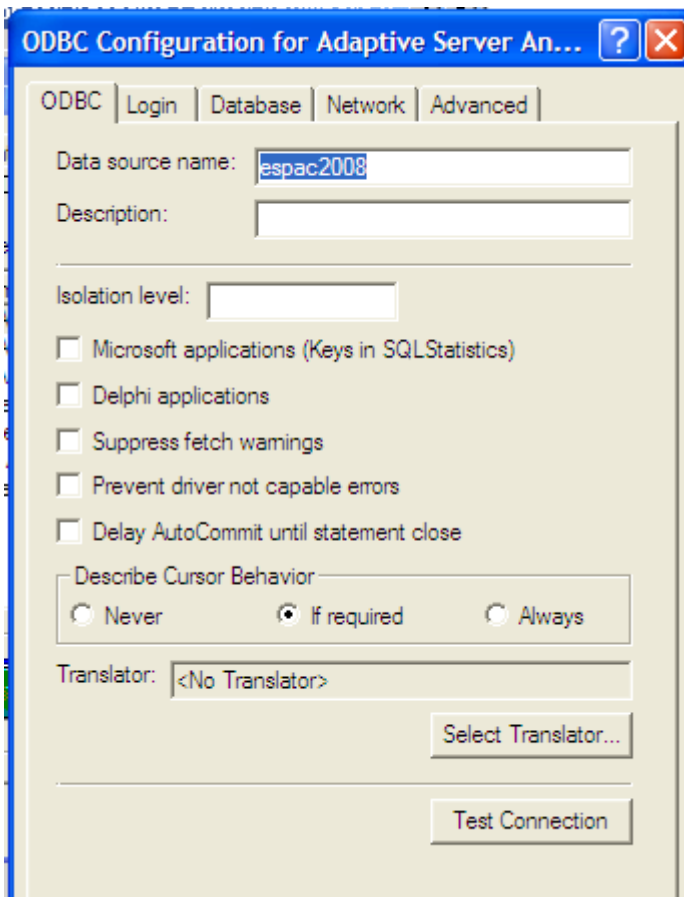 ODBC Configuration for Adaptive Server An...
ODBC Login Database Network Advanced
Data source name: espac2008
Description:
Isolation level:
Microsoft applications (Keys in SQLStatistics)
Delphi applications
Suppress fetch warnings
Prevent driver not capable errors
Delay AutoCommit until statement close
Describe Cursor Behavior
Never If required Always
Translator: <No Translator>
Select Translator...
Test Connection